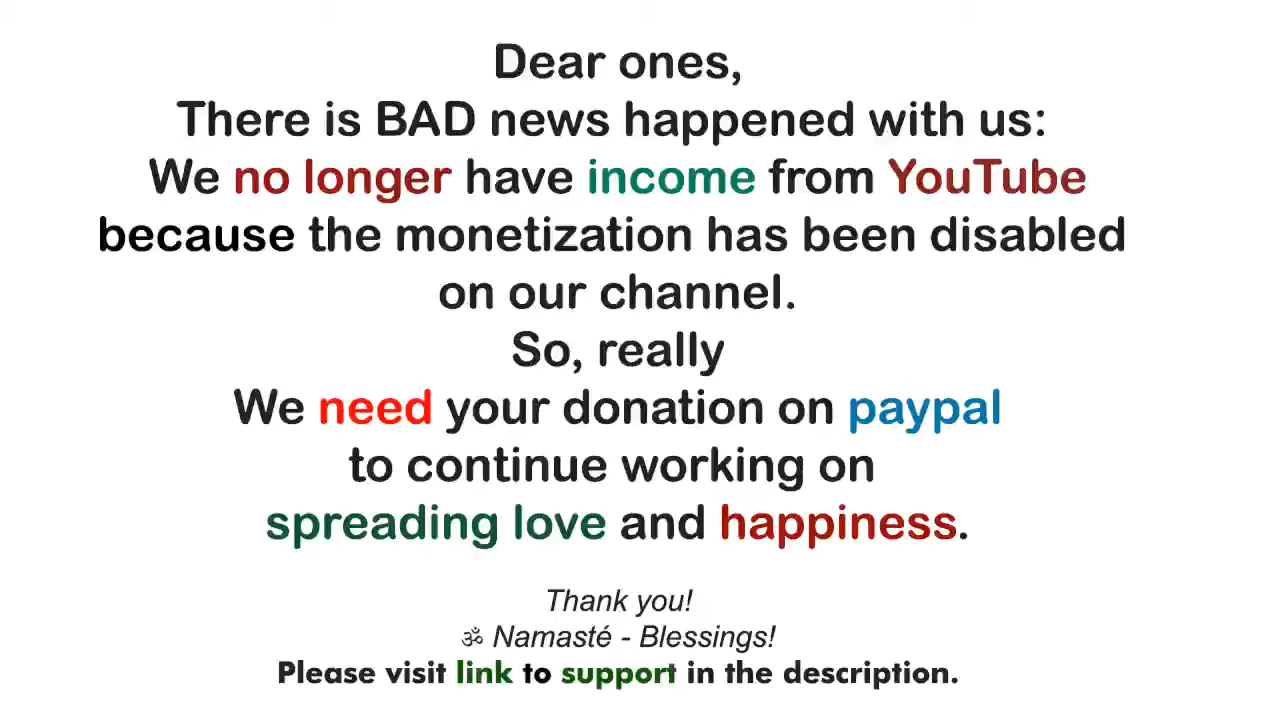 Dear ones,
There is BAD news happened with us:
We no longer have income from YouTube
because the monetization has been disabled
on our channel.
So, really
We need your donation on paypal
to continue working on
spreading love and happiness.
Thank you!
ॐ Namasté - Blessings!
Please visit link to support in the description.